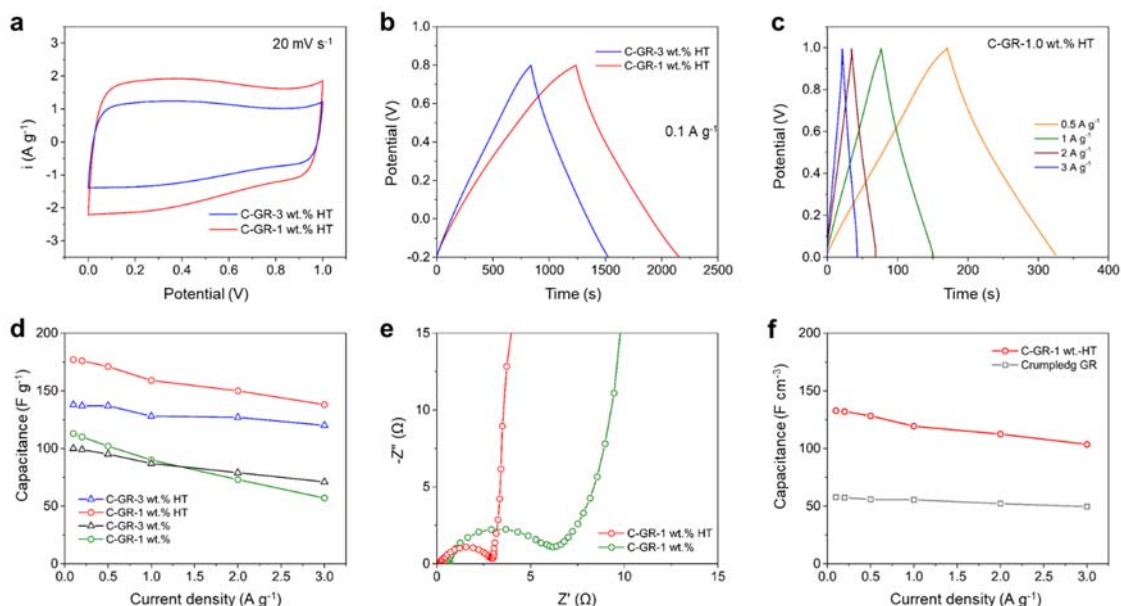 a
20 mV s⁻¹
i (A g⁻¹)
3
2
1
0
-1
-2
-3
C-GR-3 wt.% HT
C-GR-1 wt.% HT
0.0 0.2 0.4 0.6 0.8 1.0
Potential (V)
b
C-GR-3 wt.% HT
C-GR-1 wt.% HT
0.1 A g⁻¹
Potential (V)
1.0
0.8
0.6
0.4
0.2
0.0
-0.2
0 500 1000 1500 2000 2500
Time (s)
c
C-GR-1.0 wt.% HT
0.5 A g⁻¹
1 A g⁻¹
2 A g⁻¹
3 A g⁻¹
Potential (V)
1.2
1.0
0.8
0.6
0.4
0.2
0.0
0 100 200 300 400
Time (s)
d
Capacitance (F g⁻¹)
200
150
100
50
0
C-GR-3 wt.% HT
C-GR-1 wt.% HT
C-GR-3 wt.%
C-GR-1 wt.%
0.0 0.5 1.0 1.5 2.0 2.5 3.0
Current density (A g⁻¹)
e
-Z" (Ω)
15
10
5
0
C-GR-1 wt.% HT
C-GR-1 wt.%
0 5 10 15
Z' (Ω)
f
C-GR-1 wt.-HT
Crumpledg GR
Capacitance (F cm⁻³)
200
150
100
50
0
0.0 0.5 1.0 1.5 2.0 2.5 3.0
Current density (A g⁻¹)